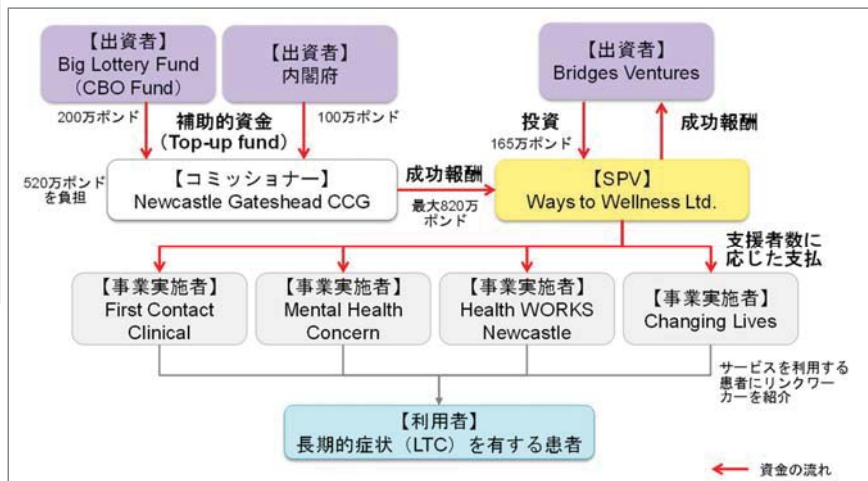 【出資者】
Big Lottery Fund
（CBO Fund）
【出資者】
内閣府
【出資者】
Bridges Ventures
200万ポンド
補助的資金
（Top-up fund）
100万ポンド
投資
165万ポンド
成功報酬
520万ポンド
を負担
【コミッショナー】
Newcastle Gateshead CCG
成功報酬
最大820万
ポンド
【SPV】
Ways to Wellness Ltd.
支援者数に
応じた支払
【事業実施者】
First Contact
Clinical
【事業実施者】
Mental Health
Concern
【事業実施者】
Health WORKS
Newcastle
【事業実施者】
Changing Lives
サービスを利用する
患者にリンクワー
カーを紹介
【利用者】
長期的症状（LTC）を有する患者
資金の流れ